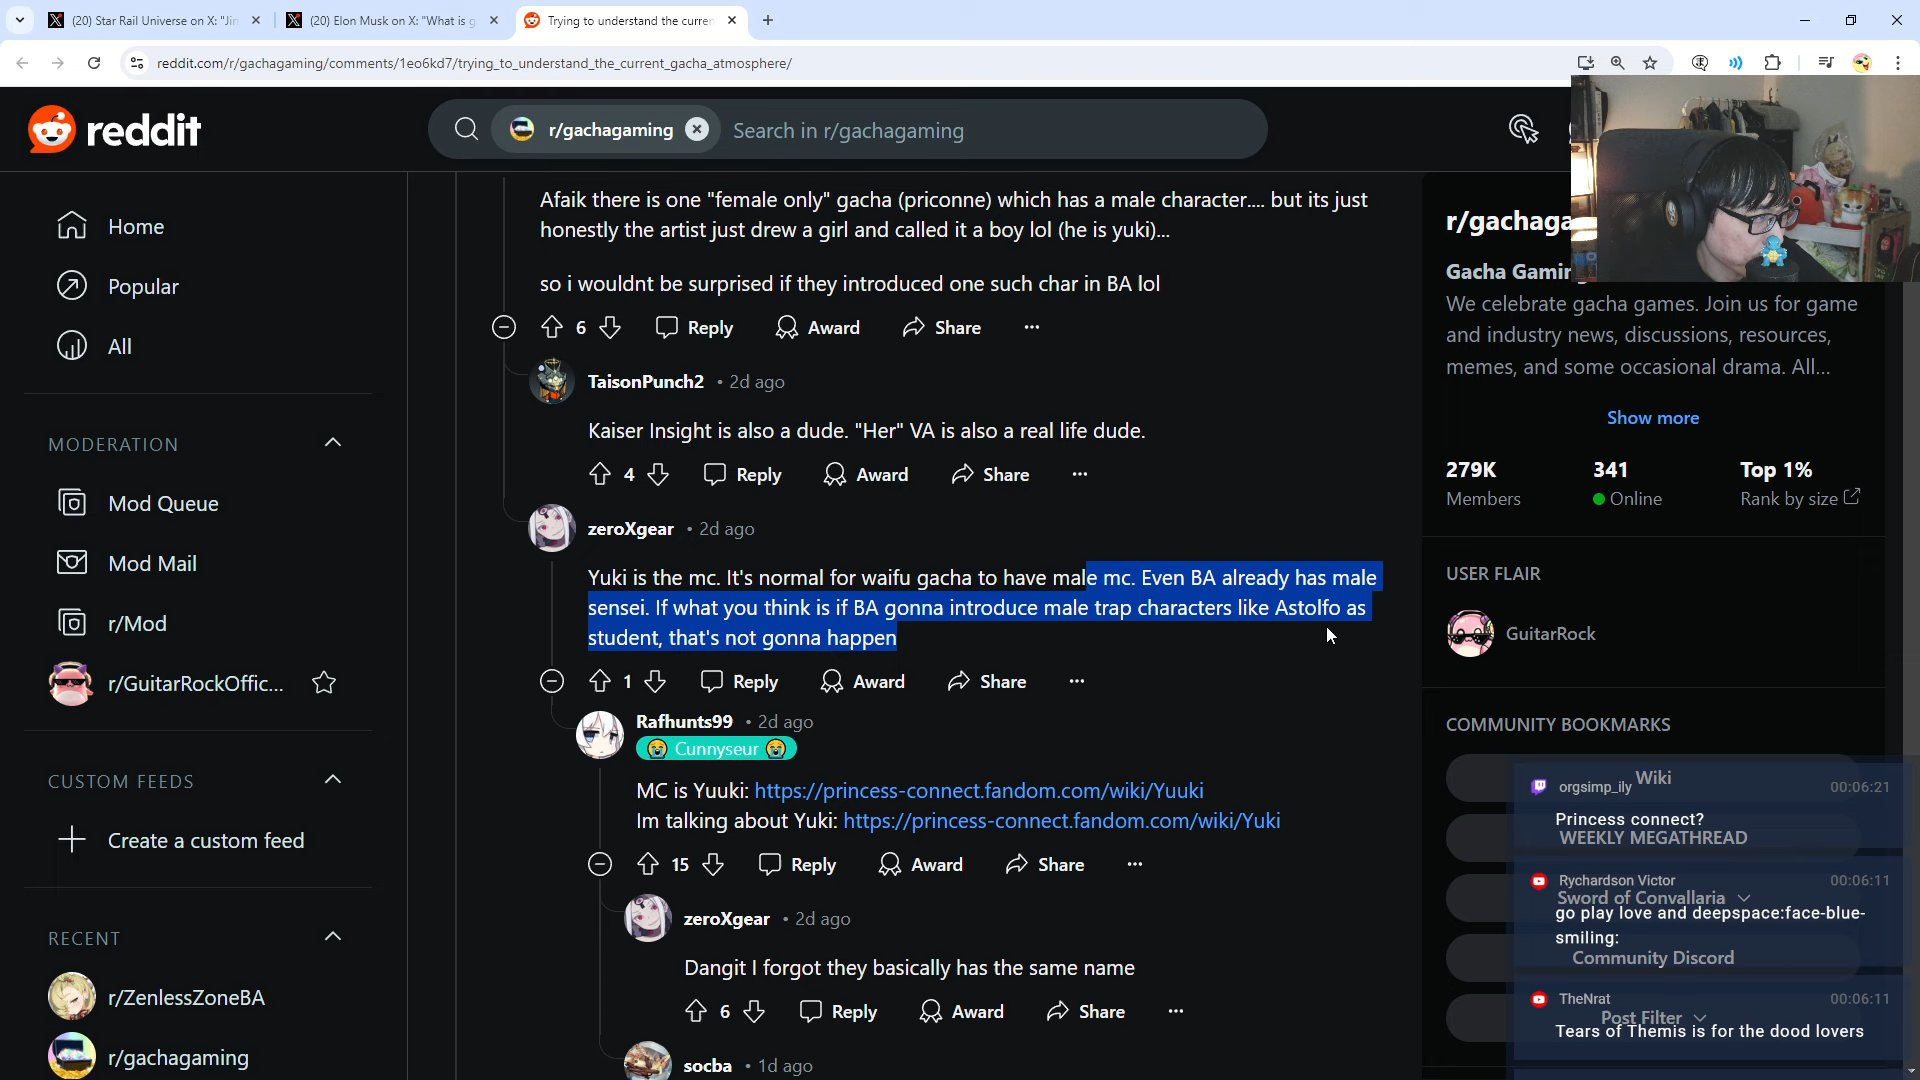 (20) Star Rail Universe on X: "Jin
(20) Elon Musk on X: "What is g
Trying to understand the curren
reddit.com/r/gachagaming/comments/1eo6kd7/trying_to_understand_the_current_gacha_atmosphere/
reddit
r/gachagaming
Search in r/gachagaming
Home
Popular
All
MODERATION
Mod Queue
Mod Mail
r/Mod
r/GuitarRockOffic...
CUSTOM FEEDS
Create a custom feed
RECENT
r/ZenlessZoneBA
r/gachagaming
Afaik there is one "female only" gacha (priconne) which has a male character.... but its just
honestly the artist just drew a girl and called it a boy lol (he is yuki)...
so i wouldnt be surprised if they introduced one such char in BA lol
6 Reply Award Share
TaisonPunch2 • 2d ago
Kaiser Insight is also a dude. "Her" VA is also a real life dude.
4 Reply Award Share
zeroXgear • 2d ago
Yuki is the mc. It's normal for waifu gacha to have male mc. Even BA already has male
sensei. If what you think is if BA gonna introduce male trap characters like Astolfo as
student, that's not gonna happen
1 Reply Award Share
Rafhunts99 • 2d ago
😭 Cunnyseur 😭
MC is Yuuki: https://princess-connect.fandom.com/wiki/Yuuki
Im talking about Yuki: https://princess-connect.fandom.com/wiki/Yuki
15 Reply Award Share
zeroXgear • 2d ago
Dangit I forgot they basically has the same name
6 Reply Award Share
socba • 1d ago
r/gachaga
Gacha Gamin
We celebrate gacha games. Join us for game
and industry news, discussions, resources,
memes, and some occasional drama. All...
Show more
279K 341 Top 1%
Members Online Rank by size
USER FLAIR
GuitarRock
COMMUNITY BOOKMARKS
Wiki
orgsimp_ily 00:06:21
Princess connect?
WEEKLY MEGATHREAD
Rychardson Victor 00:06:11
Sword of Convallaria
go play love and deepspace:face-blue-
smiling:
Community Discord
TheNrat 00:06:11
Post Filter
Tears of Themis is for the dood lovers